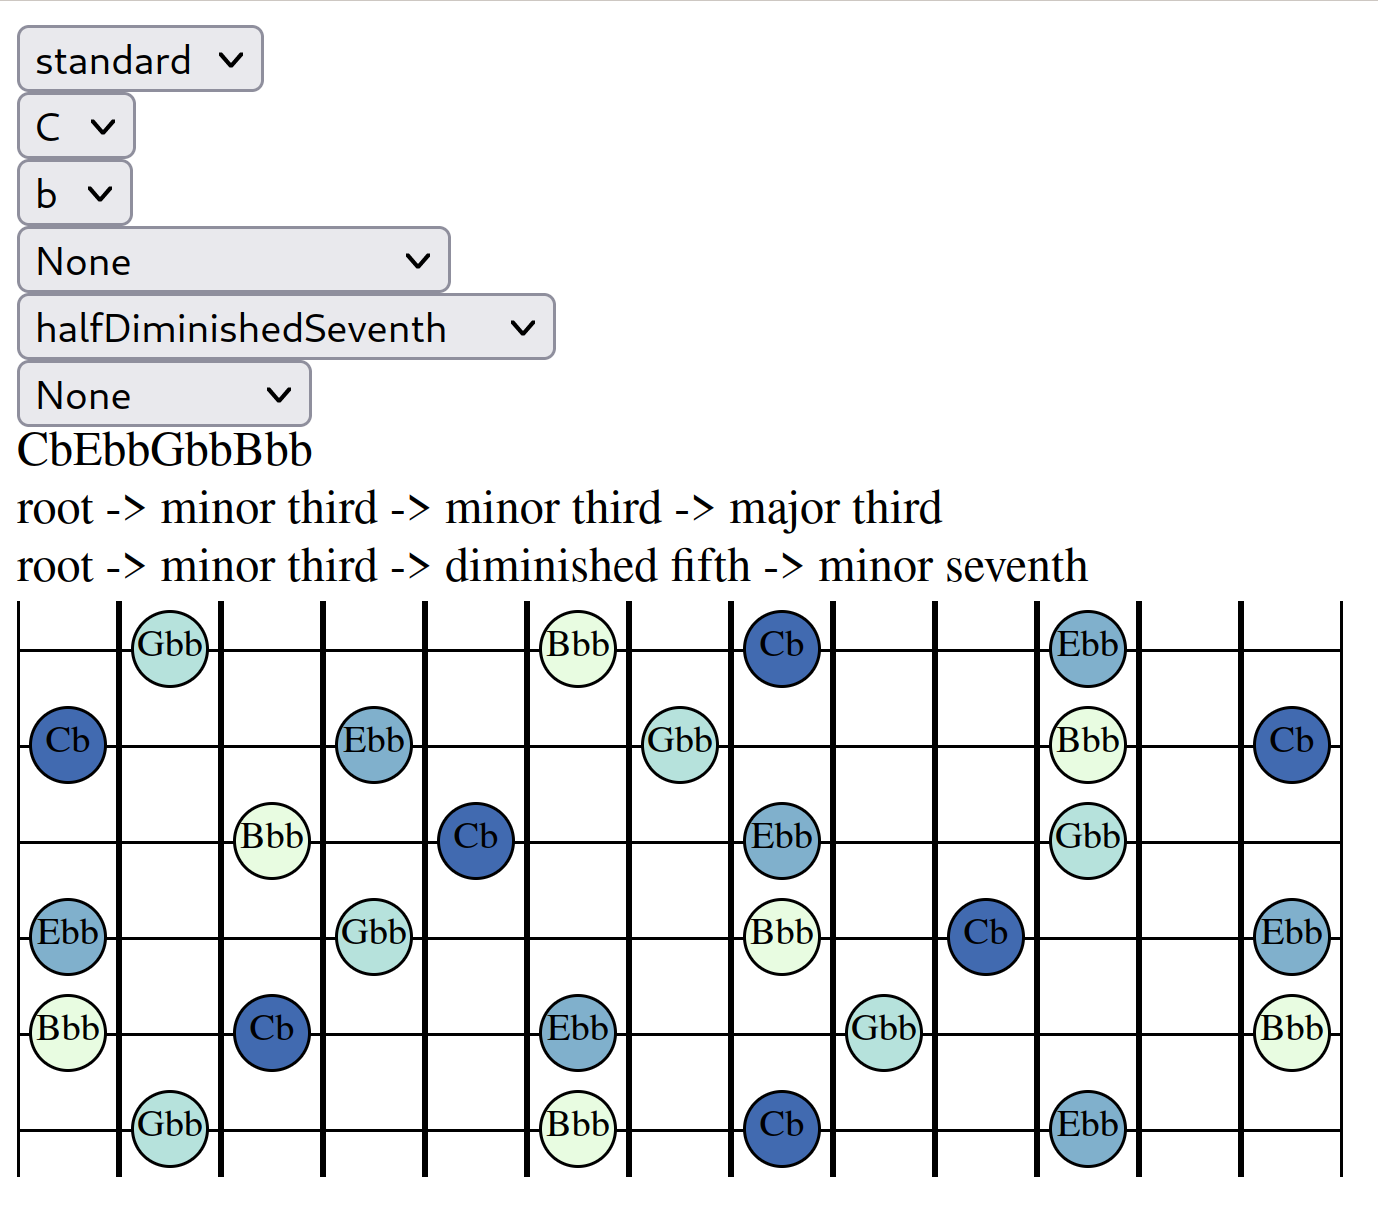 standard
C
b
None
halfDiminishedSeventh
None
CbEbbGbbBbb
root -> minor third -> minor third -> major third
root -> minor third -> diminished fifth -> minor seventh
Gbb Bbb Cb Ebb
Cb Ebb Gbb Bbb Cb
Bbb Cb Ebb Gbb
Ebb Gbb Bbb Cb Ebb
Bbb Cb Ebb Gbb Bbb
Gbb Bbb Cb Ebb